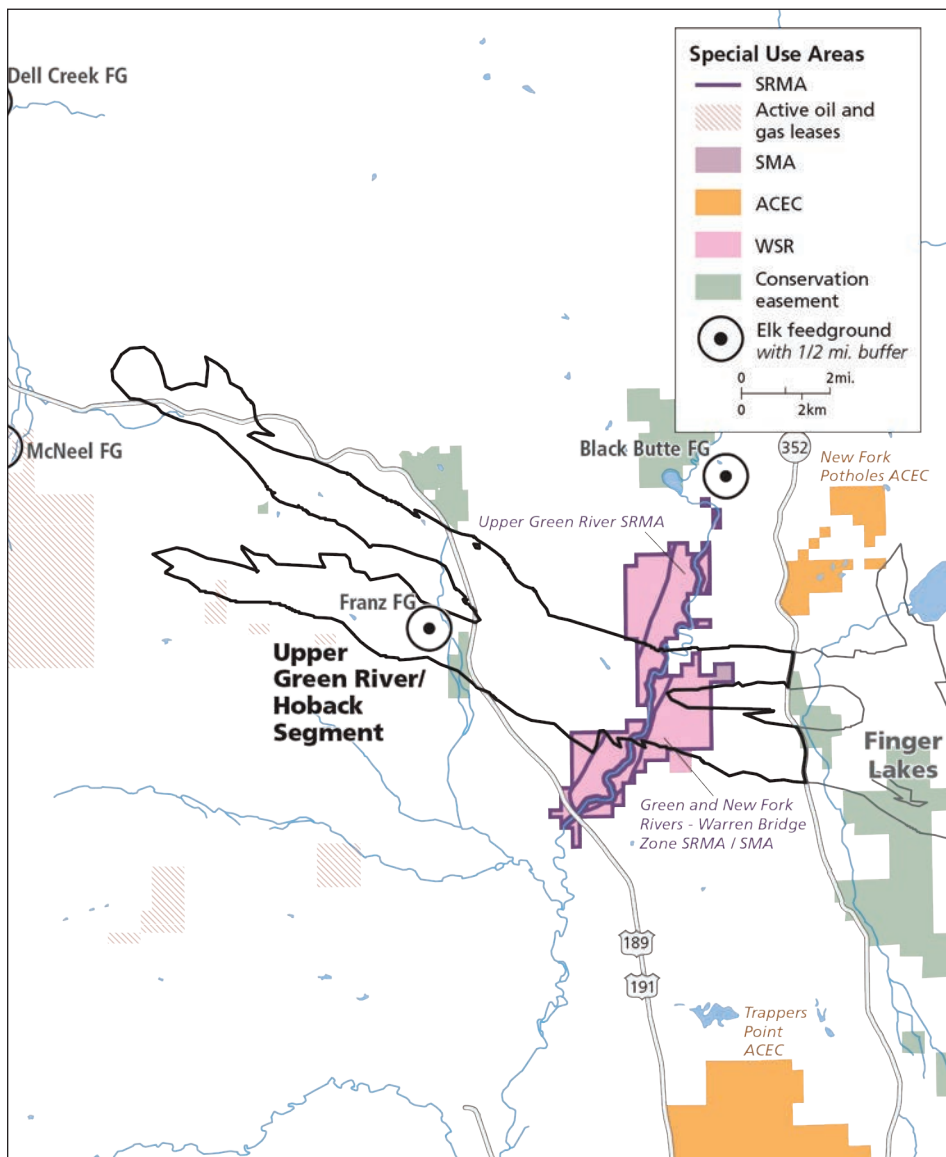 Dell Creek FG
Special Use Areas
SRMA
Active oil and
gas leases
SMA
ACEC
WSR
Conservation
easement
Elk feedground
with 1/2 mi. buffer
0 2mi.
0 2km
McNeel FG
Black Butte FG
352
New Fork
Potholes ACEC
Upper Green River SRMA
Franz FG
Upper
Green River/
Hoback
Segment
Finger
Lakes
Green and New Fork
Rivers - Warren Bridge
Zone SRMA / SMA
189
191
Trappers
Point
ACEC